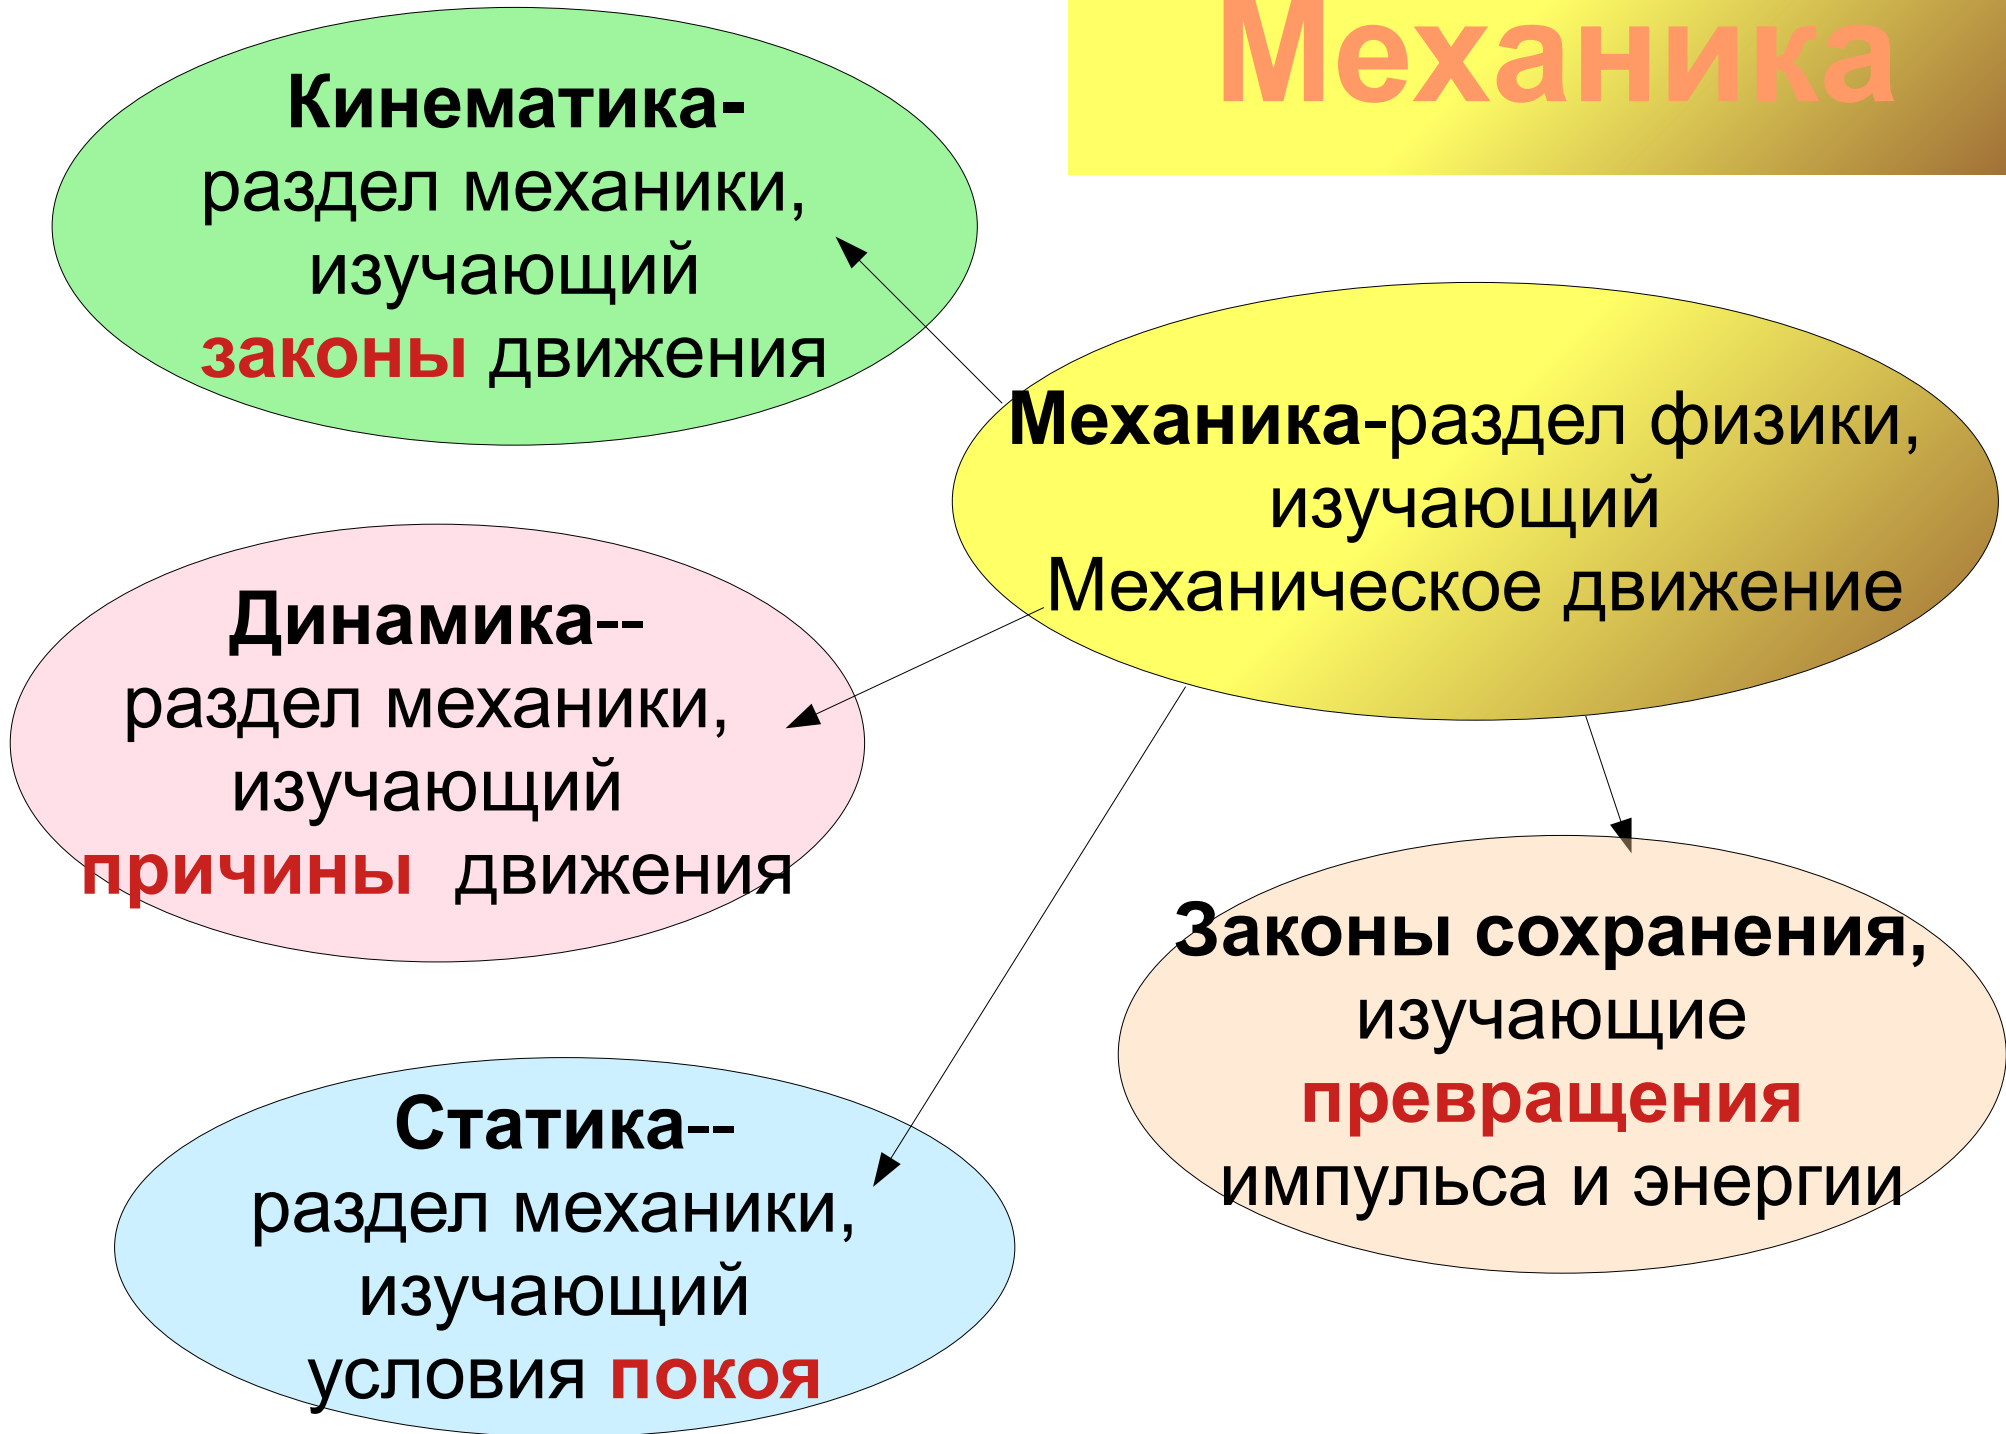 Механика
Кинематика-
раздел механики,
изучающий
законы движения
Механика-раздел физики,
изучающий
Механическое движение
Динамика--
раздел механики,
изучающий
причины движения
Законы сохранения,
изучающие
превращения
импульса и энергии
Статика--
раздел механики,
изучающий
условия покоя